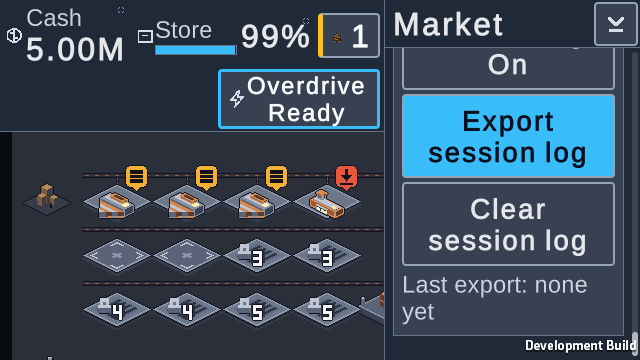 Cash
5.00M
Store
99%
1
Overdrive
Ready
Market
On
Export
session log
Clear
session log
Last export: none
yet
3 3
4 4 5 5
Development Build